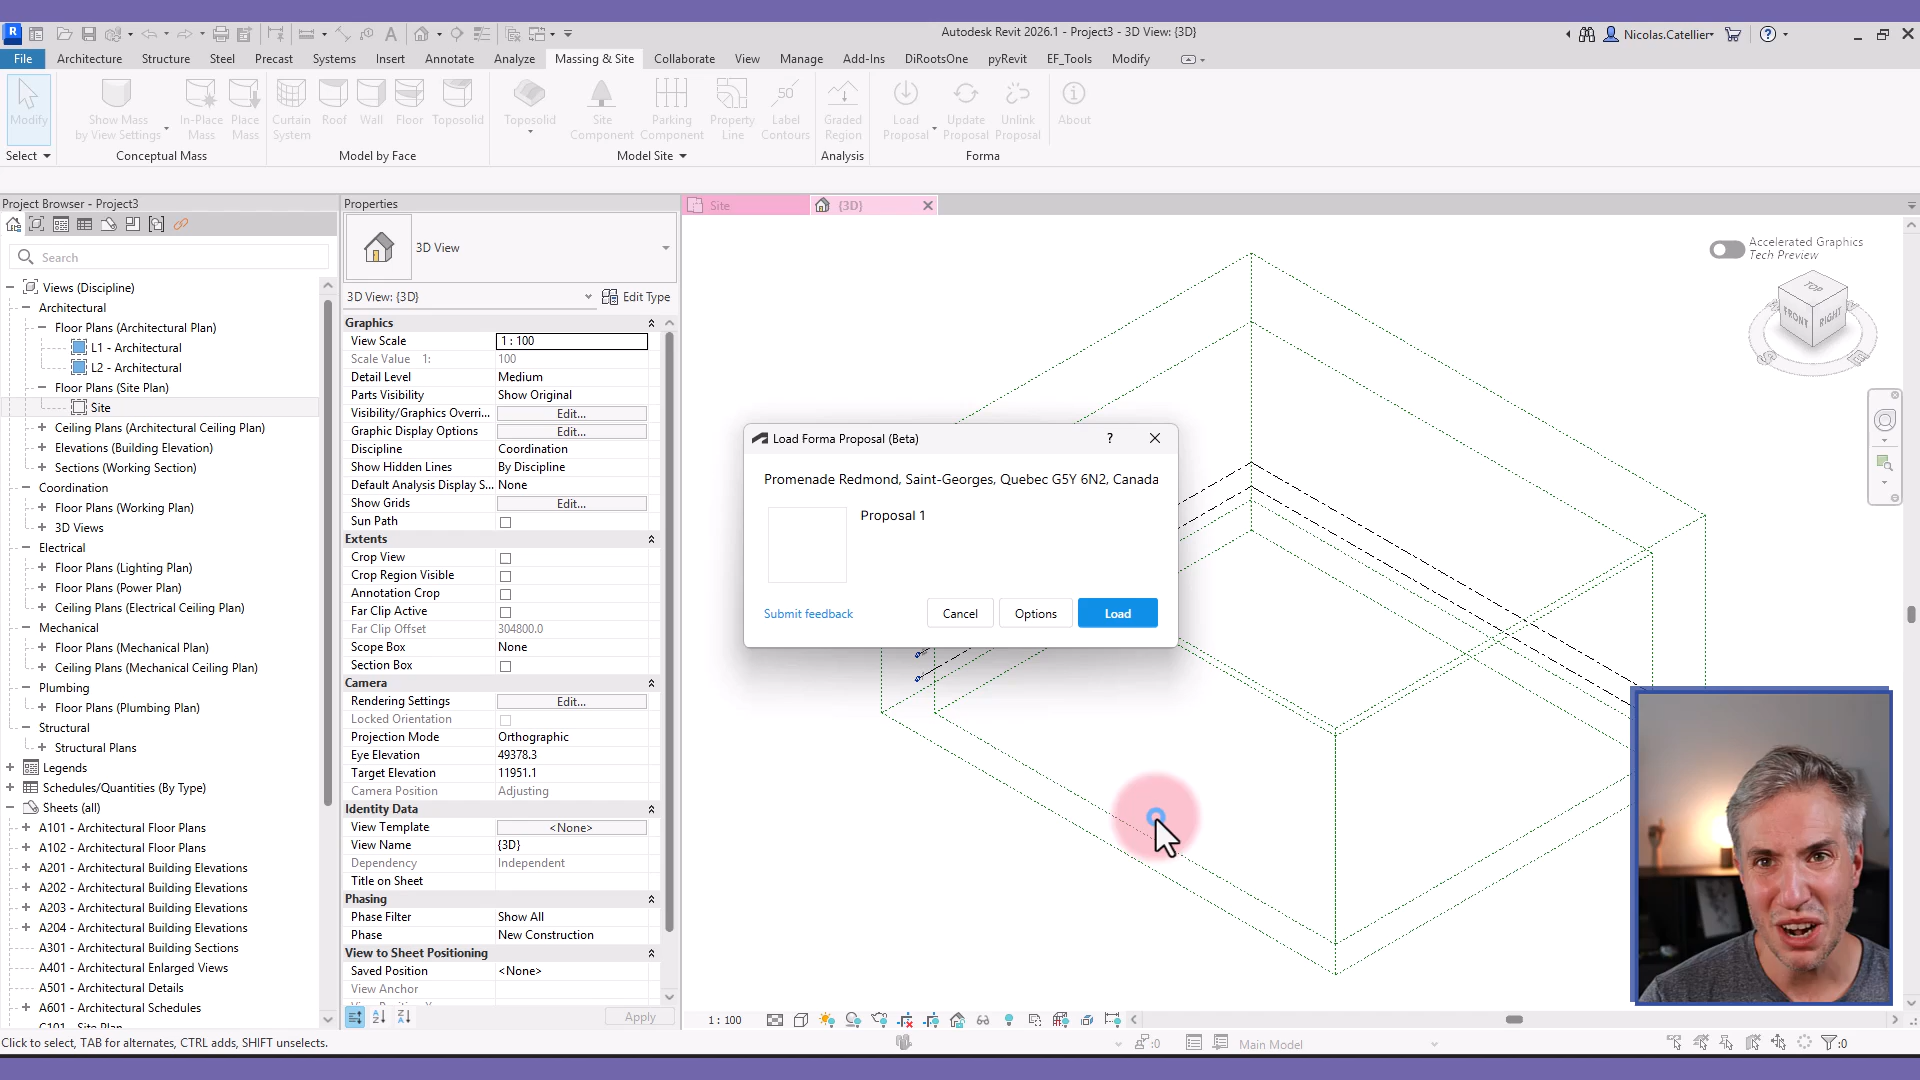 Autodesk Revit 2026.1 - Project3 - 3D View: {3D}
Nicolas.Catellier
File Architecture Structure Steel Precast Systems Insert Annotate Analyze Massing & Site Collaborate View Manage Add-Ins DiRootsOne pyRevit EF_Tools Modify
Modify
Show Mass
by View Settings
In-Place
Mass
Place
Mass
Curtain
System
Roof
Wall
Floor
Toposolid
Toposolid
Site
Component
Parking
Component
Property
Line
Label
Contours
Graded
Region
Load
Proposal
Update
Proposal
Unlink
Proposal
About
Select Conceptual Mass Model by Face Model Site Analysis Forma
Project Browser - Project3
Search
Views (Discipline)
Architectural
Floor Plans (Architectural Plan)
L1 - Architectural
L2 - Architectural
Floor Plans (Site Plan)
Site
Ceiling Plans (Architectural Ceiling Plan)
Elevations (Building Elevation)
Sections (Working Section)
Coordination
Floor Plans (Working Plan)
3D Views
Electrical
Floor Plans (Lighting Plan)
Floor Plans (Power Plan)
Ceiling Plans (Electrical Ceiling Plan)
Mechanical
Floor Plans (Mechanical Plan)
Ceiling Plans (Mechanical Ceiling Plan)
Plumbing
Floor Plans (Plumbing Plan)
Structural
Structural Plans
Legends
Schedules/Quantities (By Type)
Sheets (all)
A101 - Architectural Floor Plans
A102 - Architectural Floor Plans
A201 - Architectural Building Elevations
A202 - Architectural Building Elevations
A203 - Architectural Building Elevations
A204 - Architectural Building Elevations
A301 - Architectural Building Sections
A401 - Architectural Enlarged Views
A501 - Architectural Details
A601 - Architectural Schedules
C101 - Site Plan
Properties
3D View
3D View: {3D} Edit Type
Graphics
View Scale 1 : 100
Scale Value 1: 100
Detail Level Medium
Parts Visibility Show Original
Visibility/Graphics Overri... Edit...
Graphic Display Options Edit...
Discipline Coordination
Show Hidden Lines By Discipline
Default Analysis Display S... None
Show Grids Edit...
Sun Path
Extents
Crop View
Crop Region Visible
Annotation Crop
Far Clip Active
Far Clip Offset 304800.0
Scope Box None
Section Box
Camera
Rendering Settings Edit...
Locked Orientation
Projection Mode Orthographic
Eye Elevation 49378.3
Target Elevation 11951.1
Camera Position Adjusting
Identity Data
View Template <None>
View Name {3D}
Dependency Independent
Title on Sheet
Phasing
Phase Filter Show All
Phase New Construction
View to Sheet Positioning
Saved Position <None>
View Anchor
Apply
Site {3D}
Accelerated Graphics
Tech Preview
TOP
FRONT
RIGHT
S
E
Load Forma Proposal (Beta) ?
Promenade Redmond, Saint-Georges, Quebec G5Y 6N2, Canada
Proposal 1
Submit feedback Cancel Options Load
1 : 100
Click to select, TAB for alternates, CTRL adds, SHIFT unselects.
:0
Main Model
:0